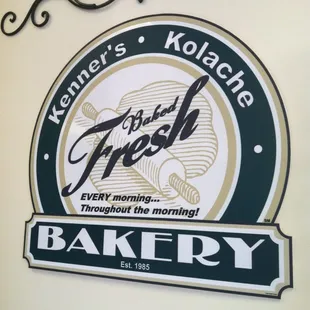 Kenner's • Kolache
Baked
Fresh
EVERY morning...
Throughout the morning!
BAKERY
Est. 1985